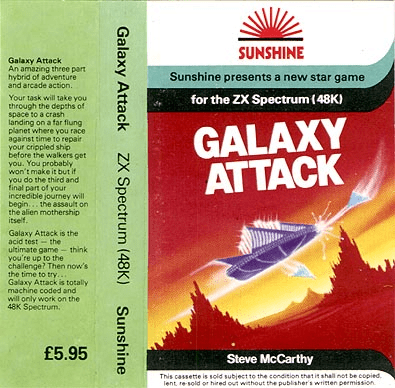 Galaxy Attack
An amazing three part
hybrid of adventure
and arcade action.
Your task will take you
through the depths of
space to a crash
landing on a far flung
planet where you race
against time to repair
your crippled ship
before the walkers get
you. You probably
won't make it but if
you do the third and
final part of your
incredible journey will
begin... the assault on
the alien mothership
itself.
Galaxy Attack is the
acid test — the
ultimate game — think
you're up to the
challenge? Then now's
the time to try...
Galaxy Attack is totally
machine coded and
will only work on the
48K Spectrum.
£5.95
Galaxy Attack ZX Spectrum (48K) Sunshine
SUNSHINE
Sunshine presents a new star game
for the ZX Spectrum (48K)
GALAXY
ATTACK
Steve McCarthy
This cassette is sold subject to the condition that it shall not be copied,
lent, re-sold or hired out without the publisher's written permission.